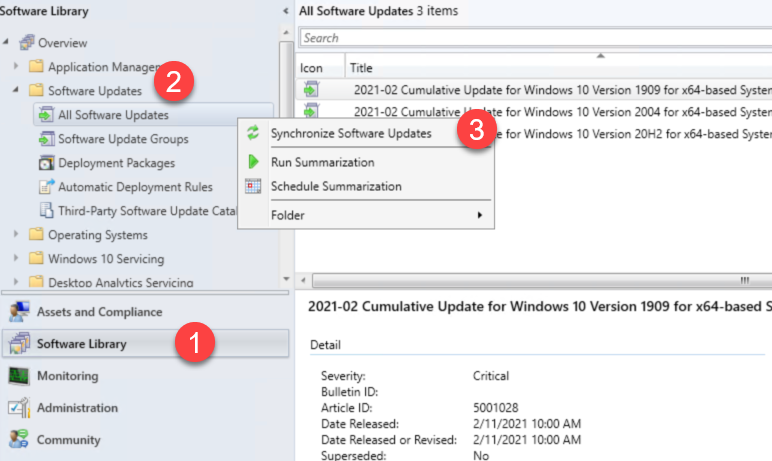 Software Library
Overview
Application Manager
2
Software Updates
All Software Updates
Software Update Groups
Deployment Packages
Automatic Deployment Rules
Third-Party Software Update Catal
Operating Systems
Windows 10 Servicing
Desktop Analytics Servicing
Assets and Compliance
Software Library
1
Monitoring
Administration
Community
All Software Updates 3 items
Search
Icon Title
2021-02 Cumulative Update for Windows 10 Version 1909 for x64-based System
2021-02 Cumulative Update for Windows 10 Version 2004 for x64-based System
e for Windows 10 Version 20H2 for x64-based System
Synchronize Software Updates
3
Run Summarization
Schedule Summarization
Folder
2021-02 Cumulative Update for Windows 10 Version 1909 for x64-based S
Detail
Severity: Critical
Bulletin ID:
Article ID: 5001028
Date Released: 2/11/2021 10:00 AM
Date Released or Revised: 2/11/2021 10:00 AM
Superseded: No